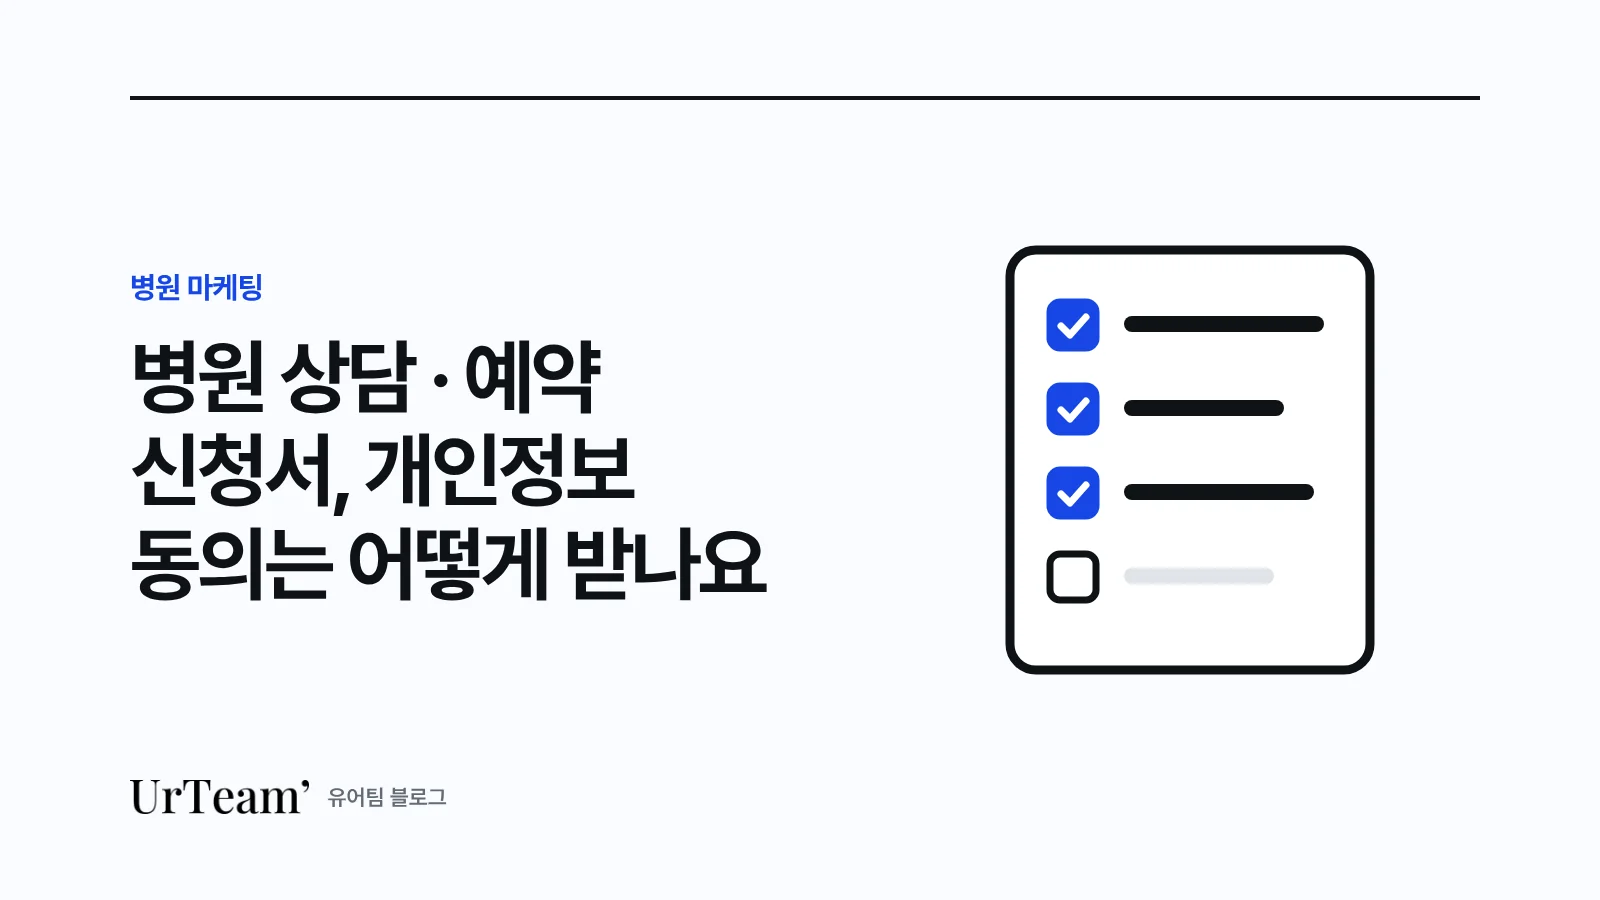 병원 마케팅
병원 상담 · 예약
신청서, 개인정보
동의는 어떻게 받나요
UrTeam’ 유어팀 블로그